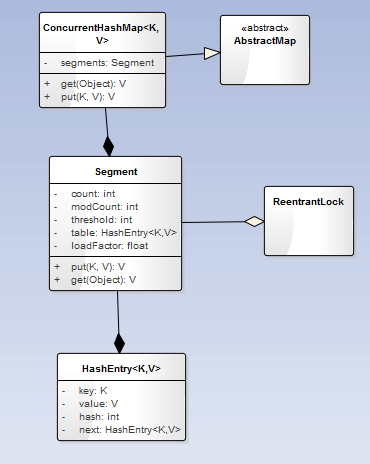 ConcurrentHashMap<K,
V>
- segments: Segment
+ get(Object): V
+ put(K, V): V
«abstract»
AbstractMap
Segment
- count: int
- modCount: int
- threshold: int
- table: HashEntry<K,V>
- loadFactor: float
+ put(K, V): V
+ get(Object): V
ReentrantLock
HashEntry<K,V>
- key: K
- value: V
- hash: int
- next: HashEntry<K,V>